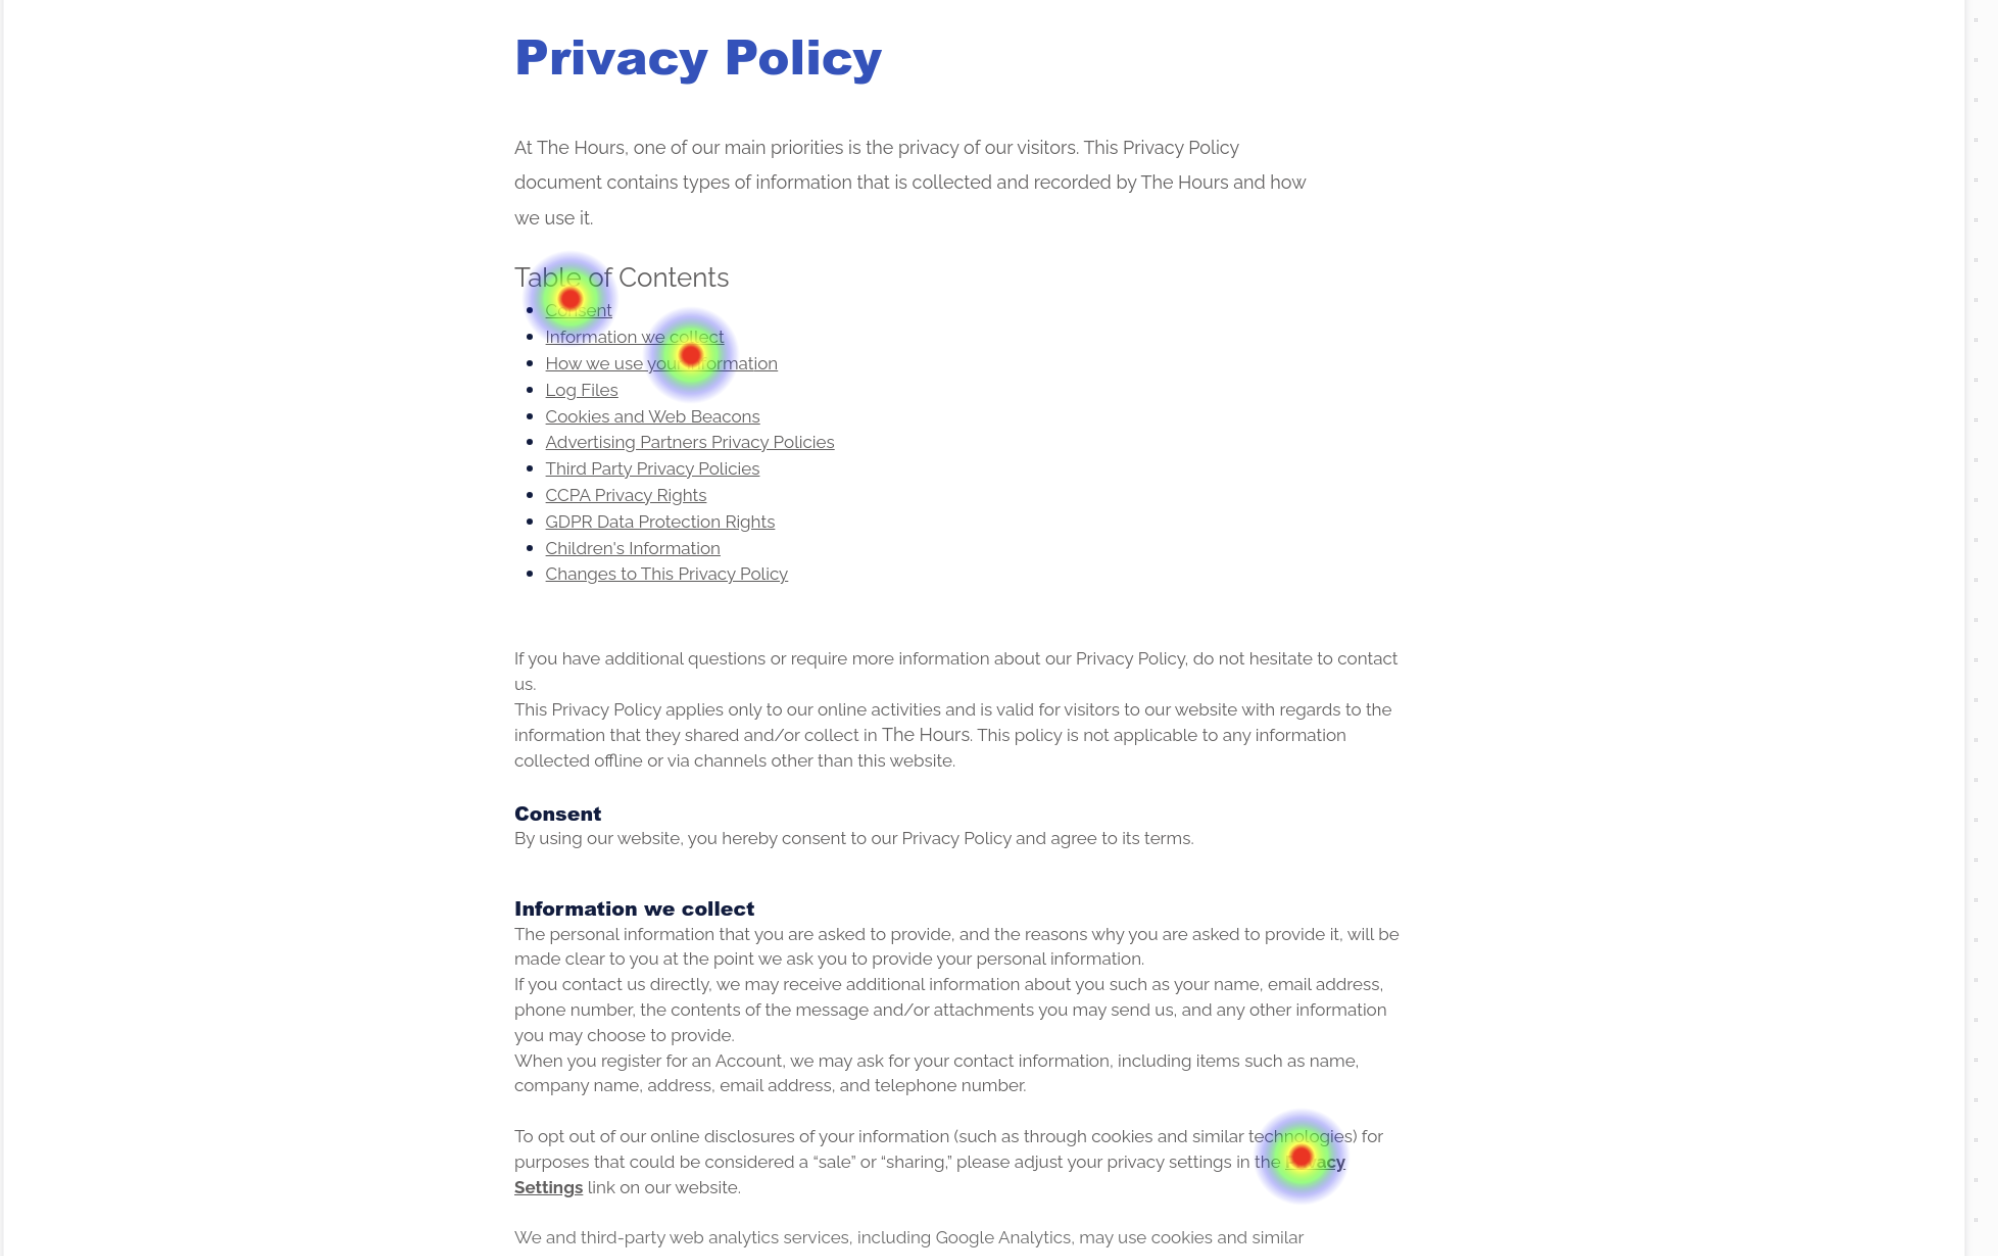 Privacy Policy
At The Hours, one of our main priorities is the privacy of our visitors. This Privacy Policy
document contains types of information that is collected and recorded by The Hours and how
we use it.
Table of Contents
Consent
Information we collect
How we use your information
Log Files
Cookies and Web Beacons
Advertising Partners Privacy Policies
Third Party Privacy Policies
CCPA Privacy Rights
GDPR Data Protection Rights
Children's Information
Changes to This Privacy Policy
If you have additional questions or require more information about our Privacy Policy, do not hesitate to contact
us.
This Privacy Policy applies only to our online activities and is valid for visitors to our website with regards to the
information that they shared and/or collect in The Hours. This policy is not applicable to any information
collected offline or via channels other than this website.
Consent
By using our website, you hereby consent to our Privacy Policy and agree to its terms.
Information we collect
The personal information that you are asked to provide, and the reasons why you are asked to provide it, will be
made clear to you at the point we ask you to provide your personal information.
If you contact us directly, we may receive additional information about you such as your name, email address,
phone number, the contents of the message and/or attachments you may send us, and any other information
you may choose to provide.
When you register for an Account, we may ask for your contact information, including items such as name,
company name, address, email address, and telephone number.
To opt out of our online disclosures of your information (such as through cookies and similar technologies) for
purposes that could be considered a “sale” or “sharing,” please adjust your privacy settings in the Privacy
Settings link on our website.
We and third-party web analytics services, including Google Analytics, may use cookies and similar